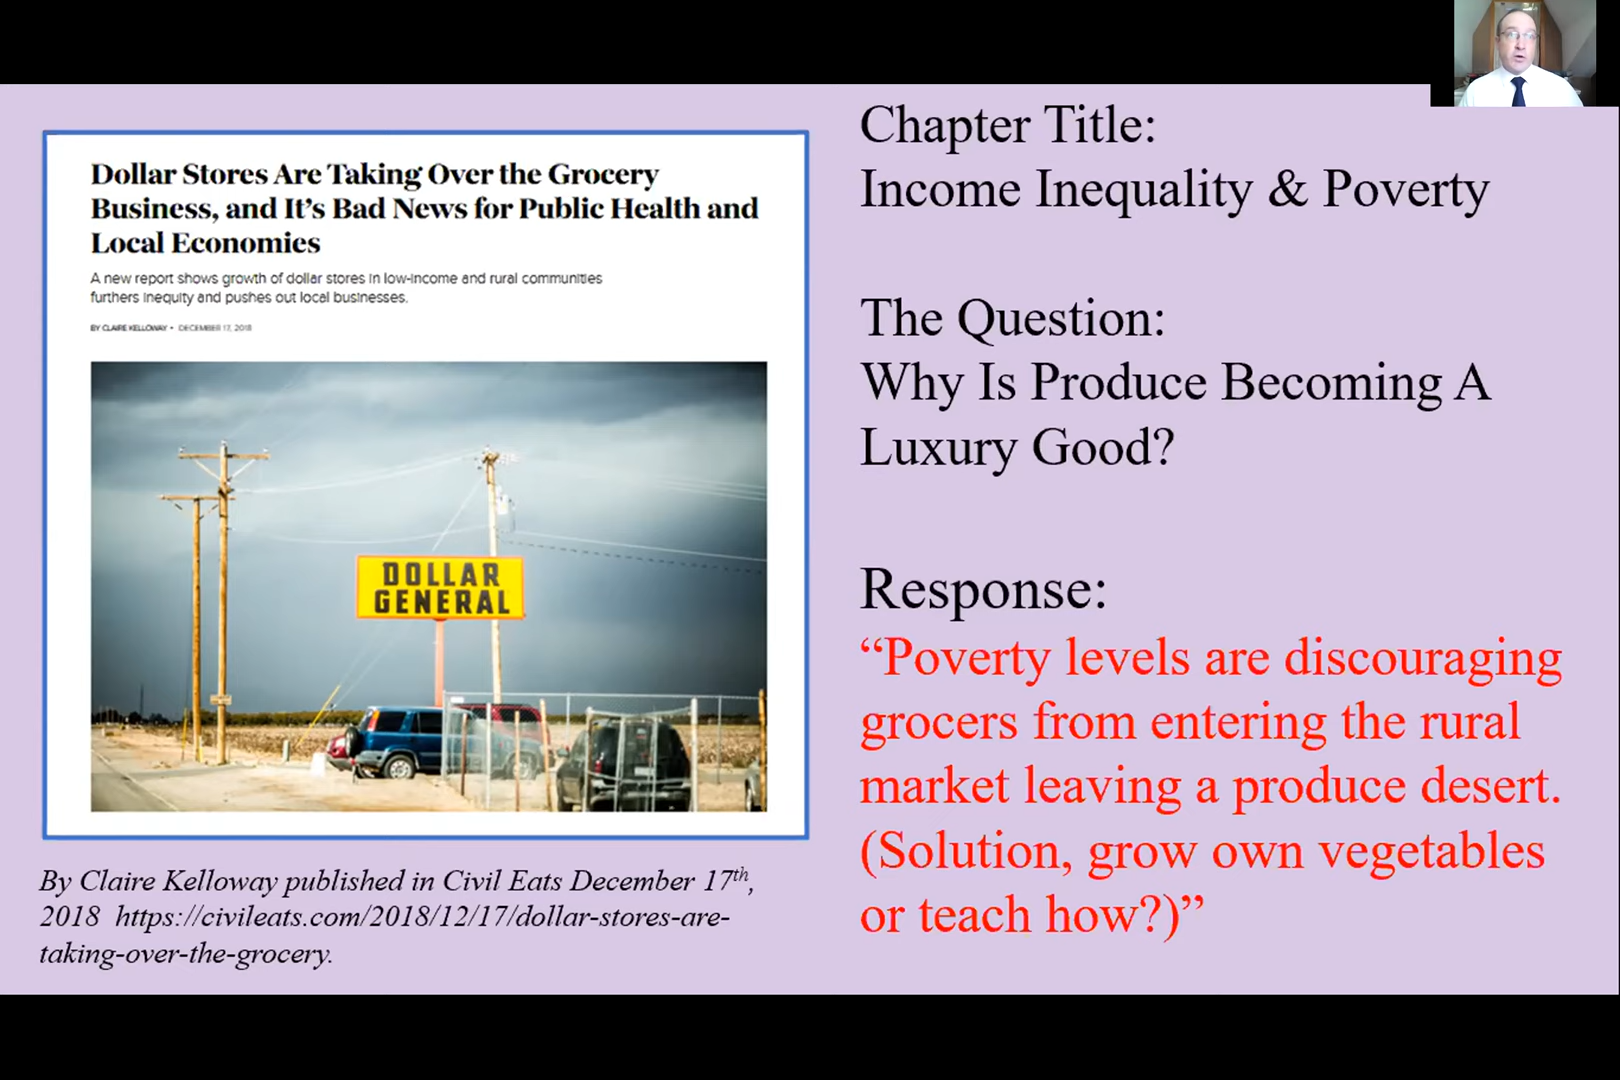 Dollar Stores Are Taking Over the Grocery
Business, and It's Bad News for Public Health and
Local Economies
A new report shows growth of dollar stores in low-income and rural communities
furthers inequity and pushes out local businesses.
BY CLAIRE KELLOWAY • DECEMBER 17, 2018
DOLLAR
GENERAL
By Claire Kelloway published in Civil Eats December 17th,
2018 https://civileats.com/2018/12/17/dollar-stores-are-
taking-over-the-grocery.
Chapter Title:
Income Inequality & Poverty
The Question:
Why Is Produce Becoming A
Luxury Good?
Response:
“Poverty levels are discouraging
grocers from entering the rural
market leaving a produce desert.
(Solution, grow own vegetables
or teach how?)”